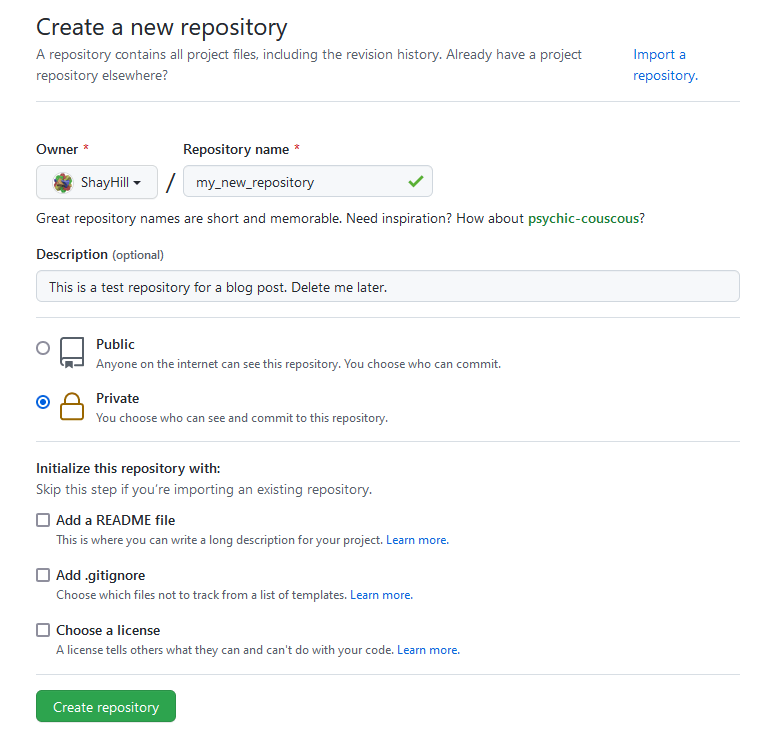 Create a new repository
A repository contains all project files, including the revision history. Already have a project
repository elsewhere?
Import a
repository.
Owner *
Repository name *
ShayHill
/
my_new_repository
Great repository names are short and memorable. Need inspiration? How about psychic-couscous?
Description (optional)
This is a test repository for a blog post. Delete me later.
Public
Anyone on the internet can see this repository. You choose who can commit.
Private
You choose who can see and commit to this repository.
Initialize this repository with:
Skip this step if you're importing an existing repository.
Add a README file
This is where you can write a long description for your project. Learn more.
Add .gitignore
Choose which files not to track from a list of templates. Learn more.
Choose a license
A license tells others what they can and can't do with your code. Learn more.
Create repository